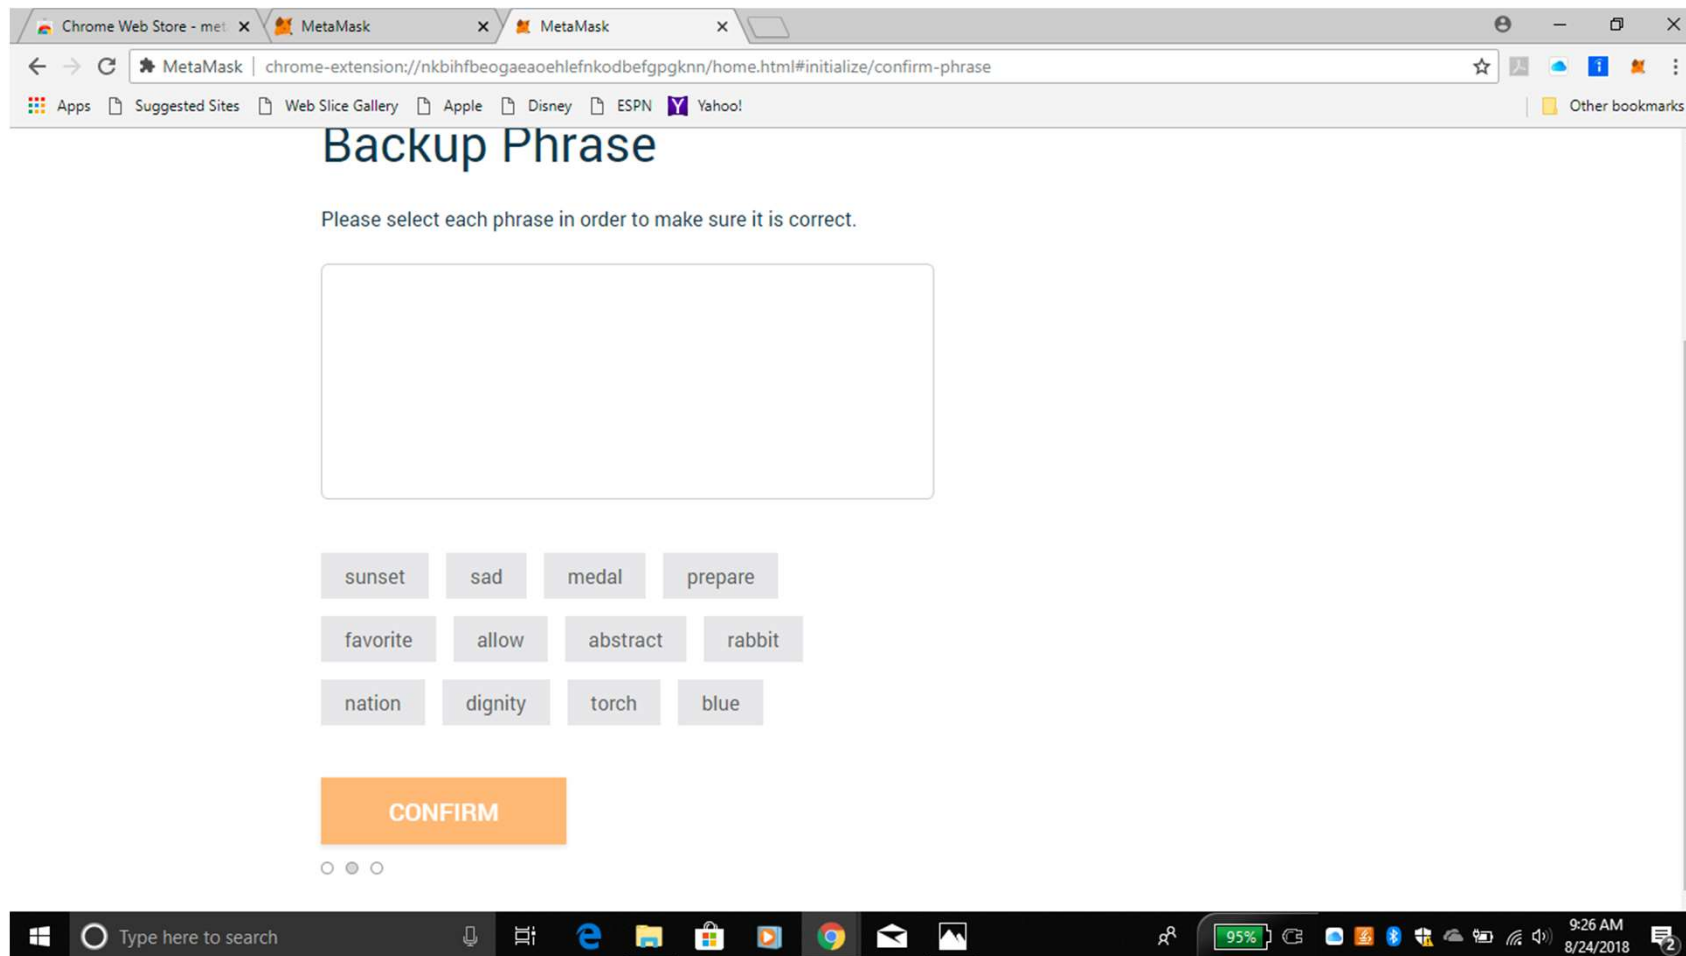 Chrome Web Store - met
MetaMask
MetaMask
MetaMask | chrome-extension://nkbihfbeogaeaoehlefnkodbefgpgknn/home.html#initialize/confirm-phrase
Apps Suggested Sites Web Slice Gallery Apple Disney ESPN Yahoo! Other bookmarks
Backup Phrase
Please select each phrase in order to make sure it is correct.
sunset sad medal prepare
favorite allow abstract rabbit
nation dignity torch blue
CONFIRM
Type here to search
95%
9:26 AM
8/24/2018
2